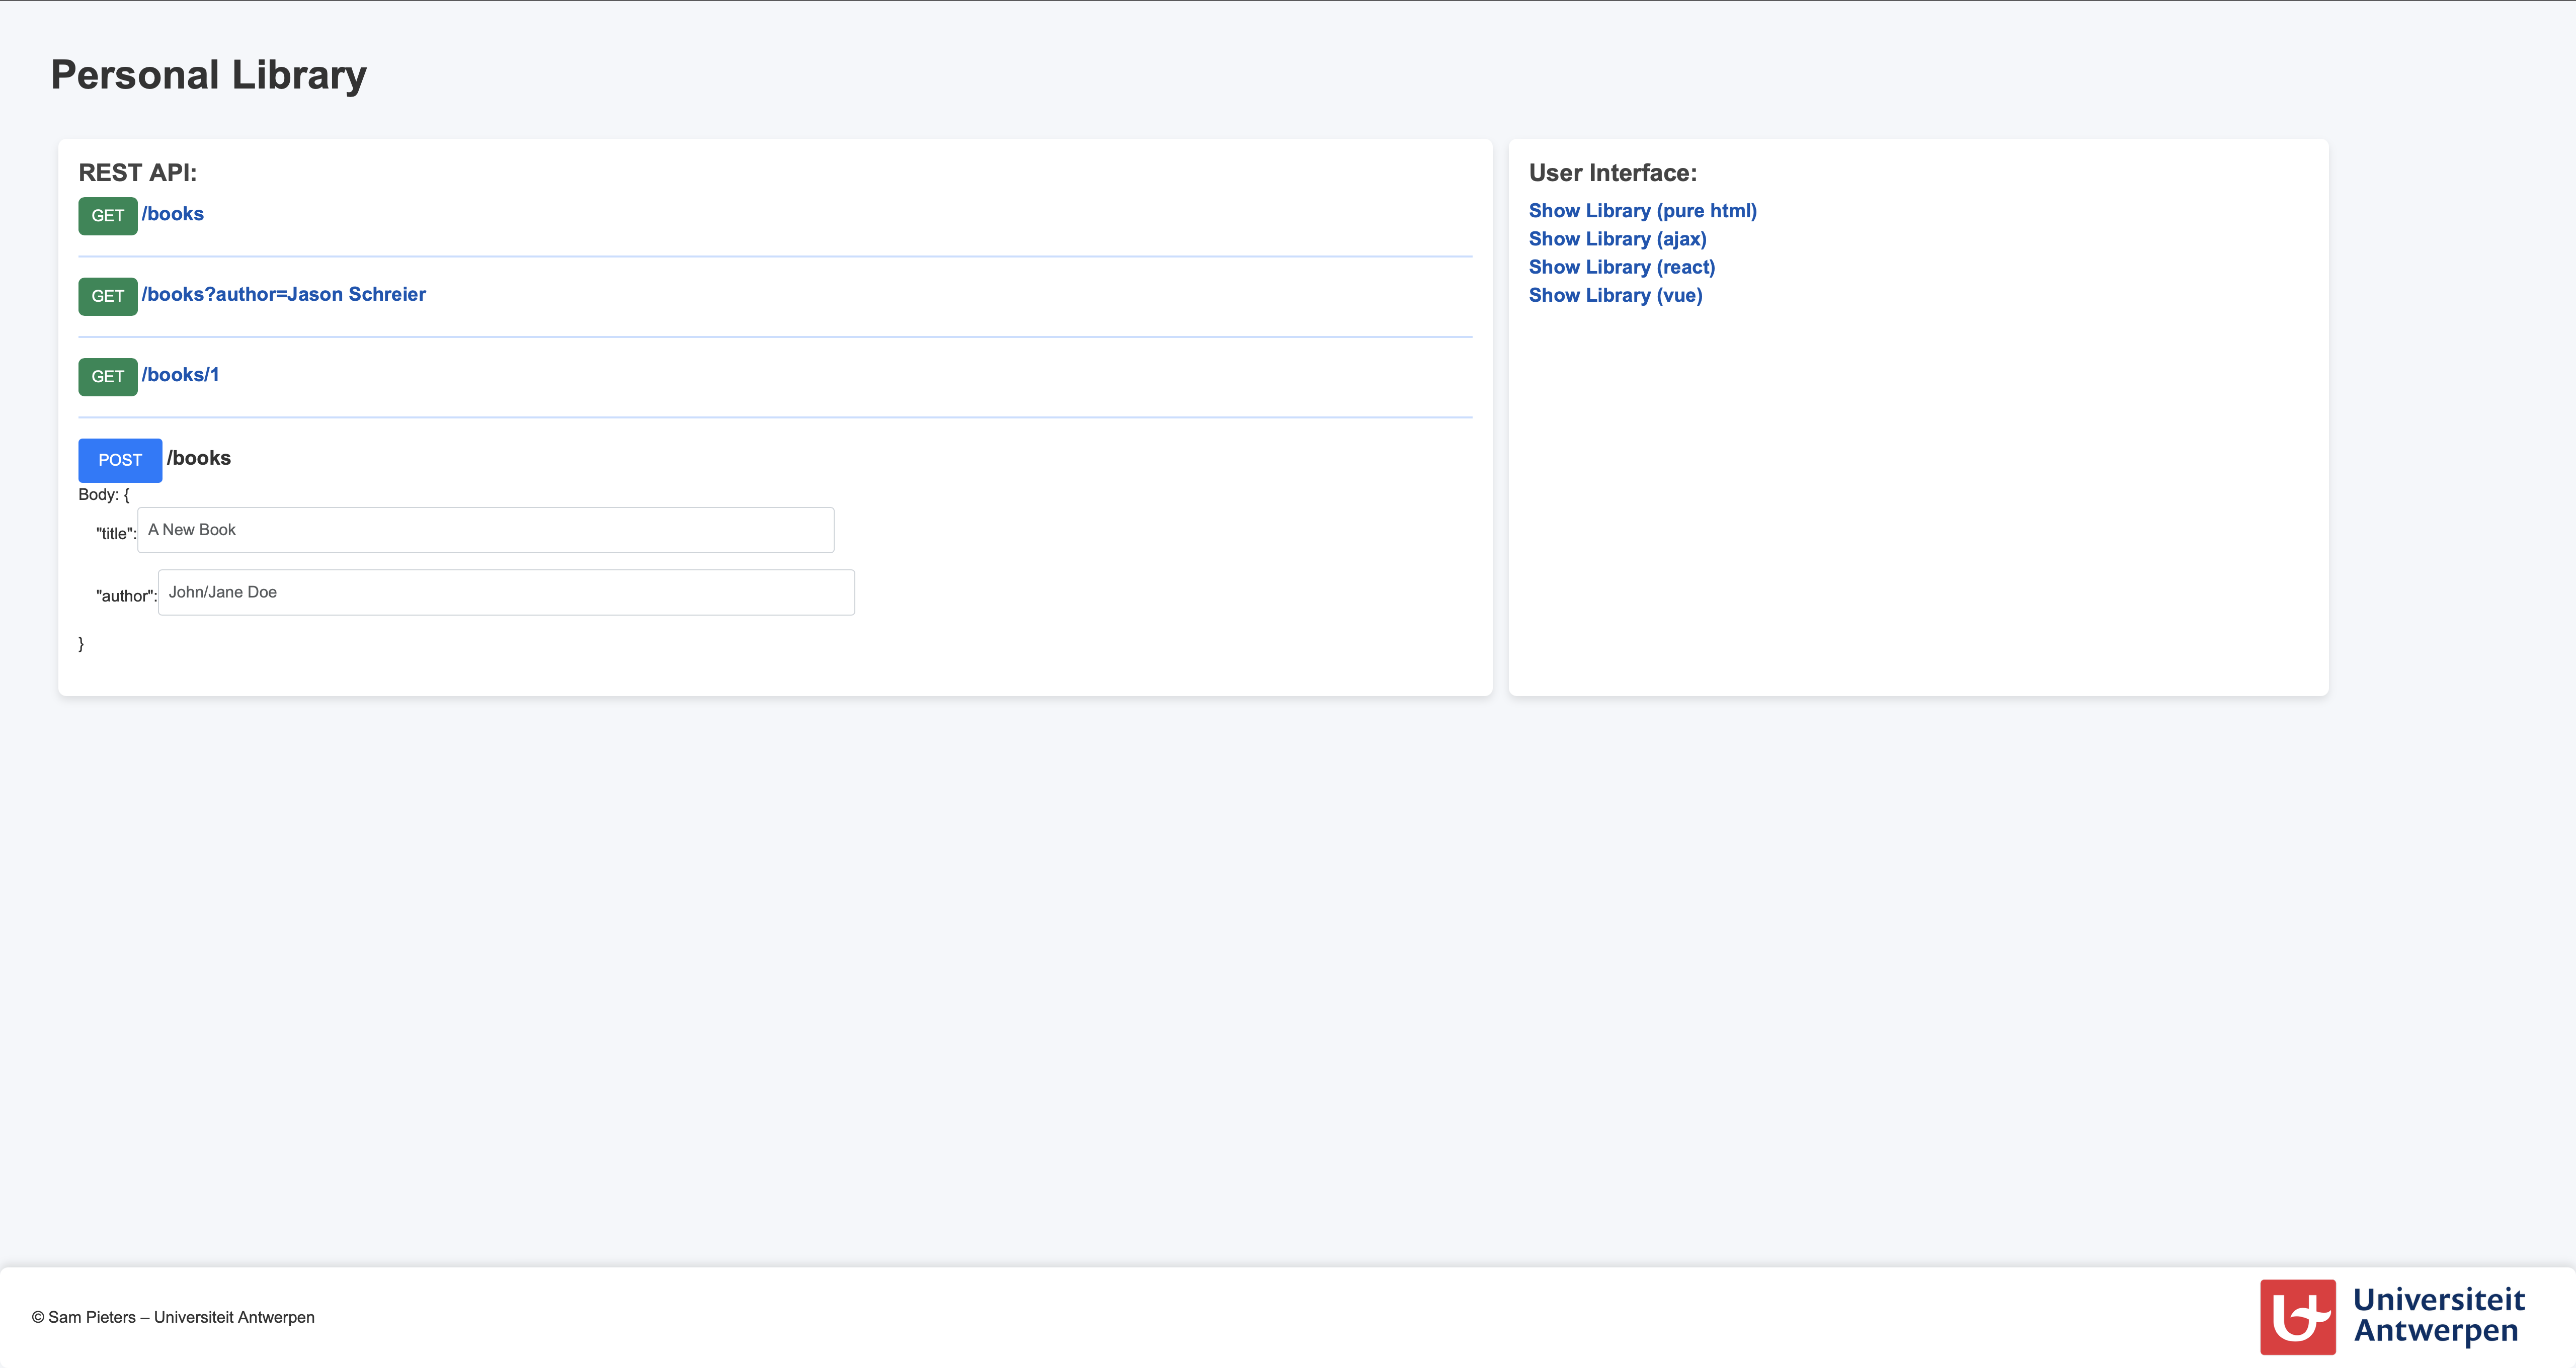 Personal Library
REST API:
GET /books
GET /books?author=Jason Schreier
GET /books/1
POST /books
Body: {
"title": A New Book
"author": John/Jane Doe
}
User Interface:
Show Library (pure html)
Show Library (ajax)
Show Library (react)
Show Library (vue)
© Sam Pieters – Universiteit Antwerpen
Universiteit
Antwerpen